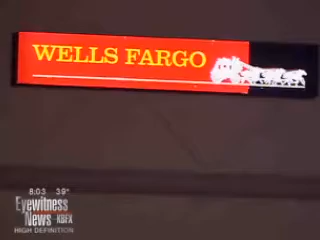 WELLS FARGO
8:03 39°
Eyewitness
News KBFX
HIGH DEFINITION